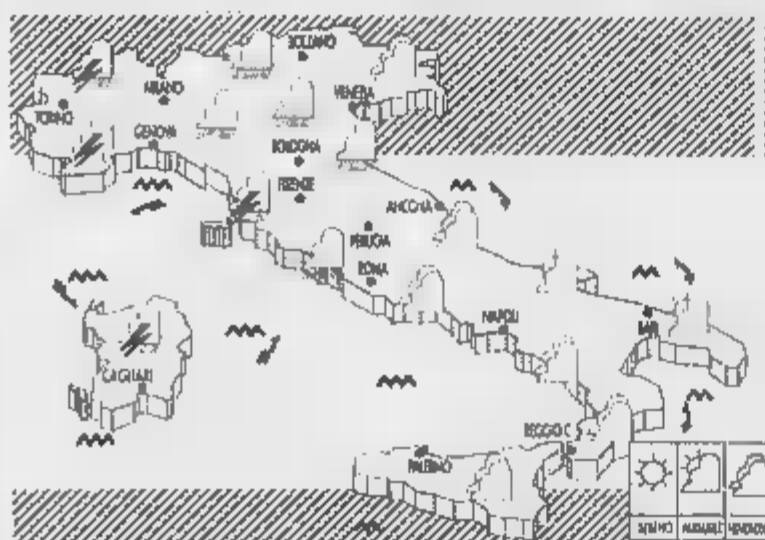 BOLZANO
MILANO
VENEZIA
TORINO
GENOVA
BOLOGNA
FIRENZE
ANCONA
PERUGIA
ROMA
NAPOLI
BARI
CAGLIARI
REGGIO C.
PALERMO